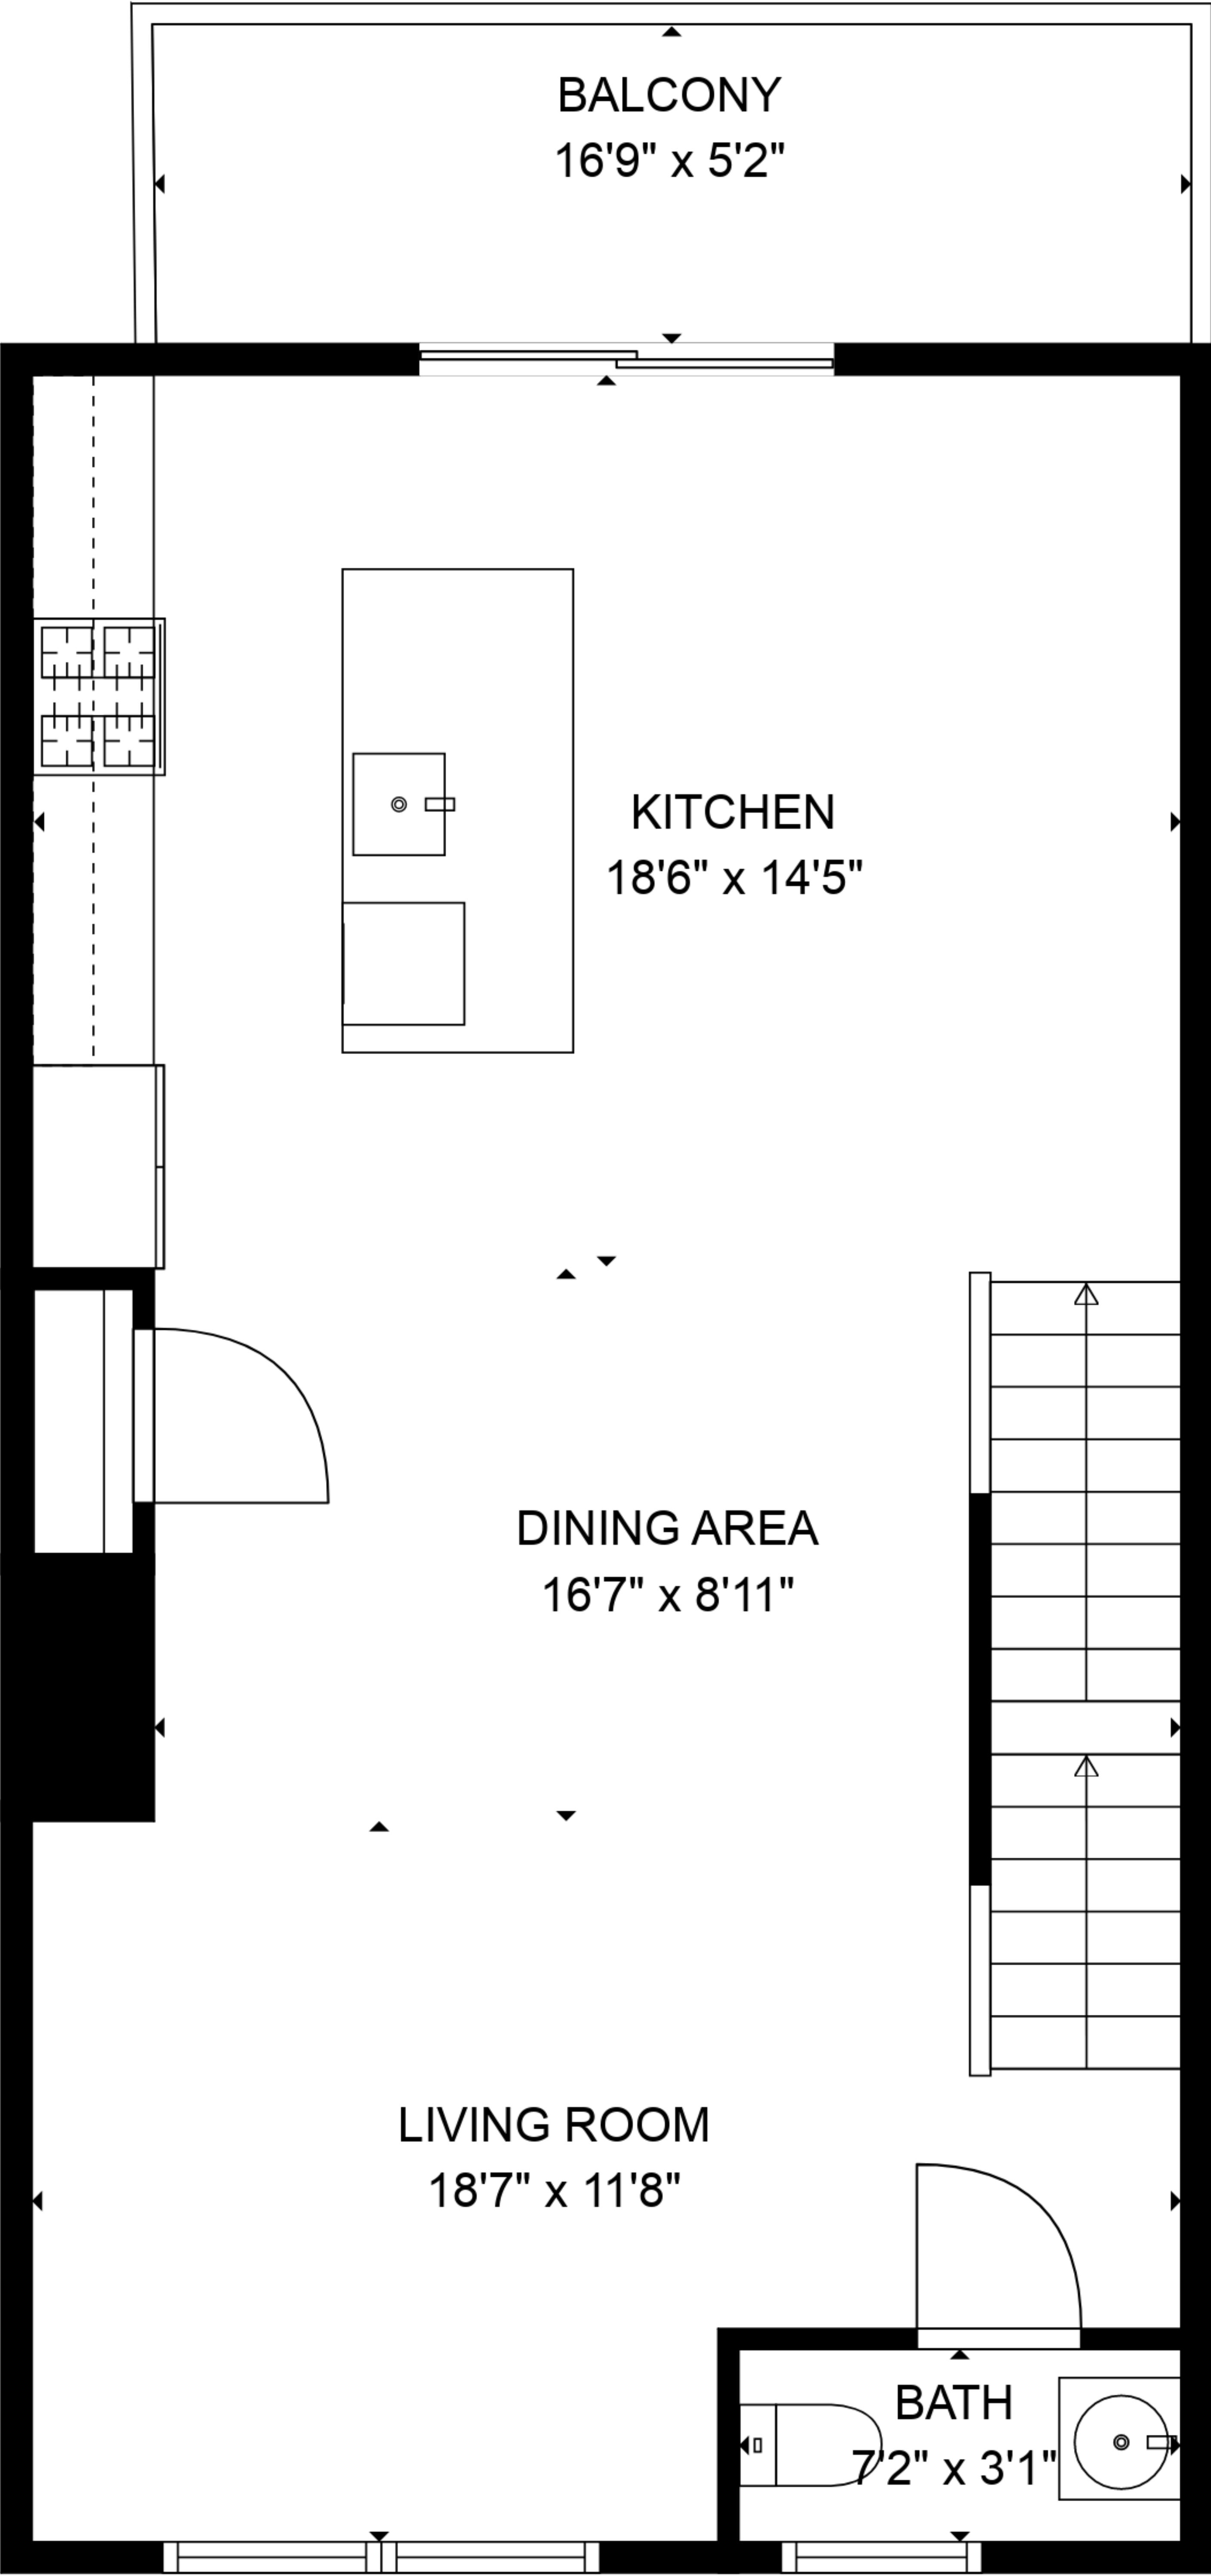 BALCONY
16'9" x 5'2"
KITCHEN
18'6" x 14'5"
DINING AREA
16'7" x 8'11"
LIVING ROOM
18'7" x 11'8"
BATH
7'2" x 3'1"